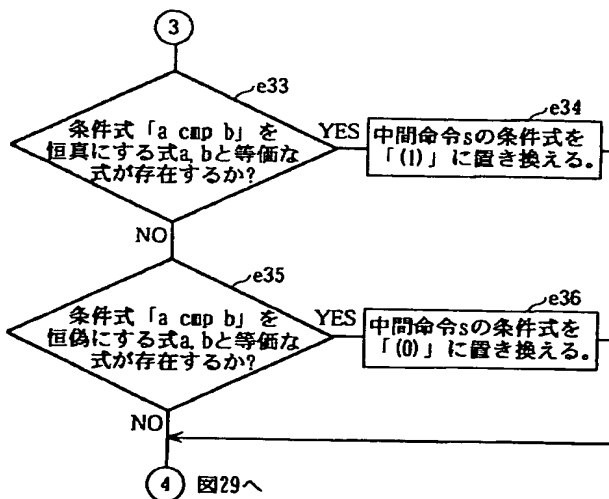 3
e33
条件式「a cmp b」を
恒真にする式a,bと等価な
式が存在するか?
YES
e34
中間命令sの条件式を
「(1)」に置き換える。
NO
e35
条件式「a cmp b」を
恒偽にする式a,bと等価な
式が存在するか?
YES
e36
中間命令sの条件式を
「(0)」に置き換える。
NO
4 図29へ